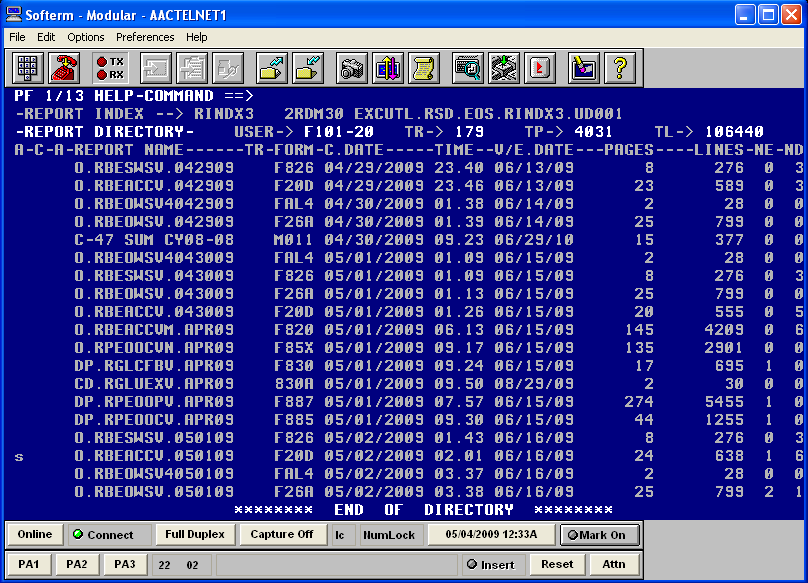 Softerm - Modular - AACTELNET1
File Edit Options Preferences Help
TX
RX
PF 1/13 HELP-COMMAND ==>
-REPORT INDEX --> RINDX3 2RDM30 EXCUTL.RSD.EOS.RINDX3.UD001
-REPORT DIRECTORY- USER-> F101-20 TR-> 179 TP-> 4031 TL-> 106440
A-C-A-REPORT NAME------TR-FORM-C.DATE-----TIME--V/E.DATE---PAGES----LINES-NE-ND
O.RBESWSV.042909 F826 04/29/2009 23.40 06/13/09 8 276 0 3
O.RBEACCV.042909 F20D 04/29/2009 23.46 06/13/09 23 589 0 3
O.RBEOWSV4042909 FAL4 04/30/2009 01.38 06/14/09 2 28 0 0
O.RBEOWSV.042909 F26A 04/30/2009 01.39 06/14/09 25 799 0 0
C-47 SUM CY08-08 M011 04/30/2009 09.23 06/29/10 15 377 0 0
O.RBEOWSV4043009 FAL4 05/01/2009 01.09 06/15/09 2 28 0 0
O.RBESWSV.043009 F826 05/01/2009 01.09 06/15/09 8 276 0 3
O.RBEOWSV.043009 F26A 05/01/2009 01.13 06/15/09 25 799 0 0
O.RBEACCV.043009 F20D 05/01/2009 01.26 06/15/09 20 555 0 5
O.RBEACCVM.APR09 F820 05/01/2009 06.13 06/15/09 145 4209 0 6
O.RPEOOCVN.APR09 F85X 05/01/2009 09.17 06/15/09 135 2901 0 0
DP.RGLCFBV.APR09 F830 05/01/2009 09.24 06/15/09 17 695 1 0
CD.RGLUEXV.APR09 830A 05/01/2009 09.50 08/29/09 2 30 0 0
DP.RPEOOPV.APR09 F887 05/01/2009 07.57 06/15/09 274 5455 1 0
DP.RPEOOCV.APR09 F885 05/01/2009 09.30 06/15/09 44 1255 1 0
O.RBESWSV.050109 F826 05/02/2009 01.43 06/16/09 8 276 0 3
s O.RBEACCV.050109 F20D 05/02/2009 02.01 06/16/09 24 638 1 6
O.RBEOWSV4050109 FAL4 05/02/2009 03.37 06/16/09 2 28 0 0
O.RBEOWSV.050109 F26A 05/02/2009 03.38 06/16/09 25 799 2 1
******** END OF DIRECTORY ********
Online Connect Full Duplex Capture Off Ic NumLock 05/04/2009 12:33A Mark On
PA1 PA2 PA3 22 02 Insert Reset Attn